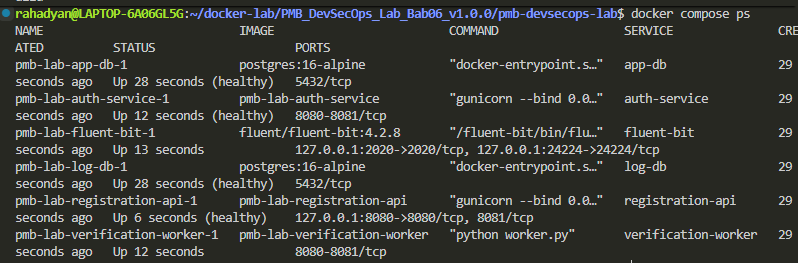 rahadyan@LAPTOP-6A06GL5G:~/docker-lab/PMB_DevSecOps_Lab_Bab06_v1.0.0/pmb-devsecops-lab$ docker compose ps
NAME IMAGE COMMAND SERVICE CRE
ATED STATUS PORTS
pmb-lab-app-db-1 postgres:16-alpine "docker-entrypoint.s…" app-db 29
seconds ago Up 28 seconds (healthy) 5432/tcp
pmb-lab-auth-service-1 pmb-lab-auth-service "gunicorn --bind 0.0…" auth-service 29
seconds ago Up 12 seconds (healthy) 8080-8081/tcp
pmb-lab-fluent-bit-1 fluent/fluent-bit:4.2.8 "/fluent-bit/bin/flu…" fluent-bit 29
seconds ago Up 13 seconds 127.0.0.1:2020->2020/tcp, 127.0.0.1:24224->24224/tcp
pmb-lab-log-db-1 postgres:16-alpine "docker-entrypoint.s…" log-db 29
seconds ago Up 28 seconds (healthy) 5432/tcp
pmb-lab-registration-api-1 pmb-lab-registration-api "gunicorn --bind 0.0…" registration-api 29
seconds ago Up 6 seconds (healthy) 127.0.0.1:8080->8080/tcp, 8081/tcp
pmb-lab-verification-worker-1 pmb-lab-verification-worker "python worker.py" verification-worker 29
seconds ago Up 12 seconds 8080-8081/tcp